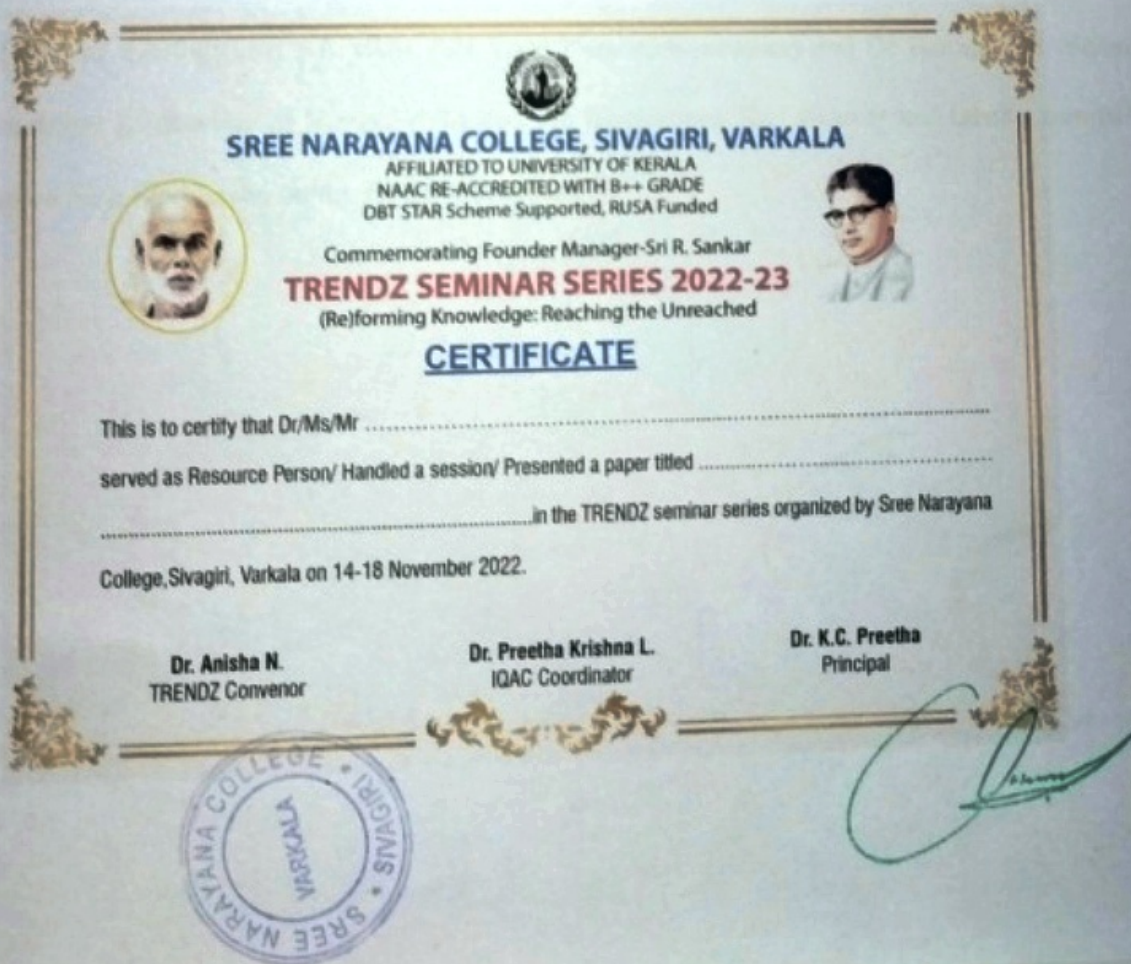 SREE NARAYANA COLLEGE, SIVAGIRI, VARKALA
AFFILIATED TO UNIVERSITY OF KERALA
NAAC RE-ACCREDITED WITH B++ GRADE
DBT STAR Scheme Supported, RUSA Funded
Commemorating Founder Manager-Sri R. Sankar
TRENDZ SEMINAR SERIES 2022-23
(Re)forming Knowledge: Reaching the Unreached
CERTIFICATE
This is to certify that Dr/Ms/Mr ....................
served as Resource Person/ Handled a session/ Presented a paper titled ....................
....................in the TRENDZ seminar series organized by Sree Narayana
College,Sivagiri, Varkala on 14-18 November 2022.
Dr. Anisha N.
TRENDZ Convenor
Dr. Preetha Krishna L.
IQAC Coordinator
Dr. K.C. Preetha
Principal
SREE NARAYANA COLLEGE * SIVAGIRI *
VARKALA